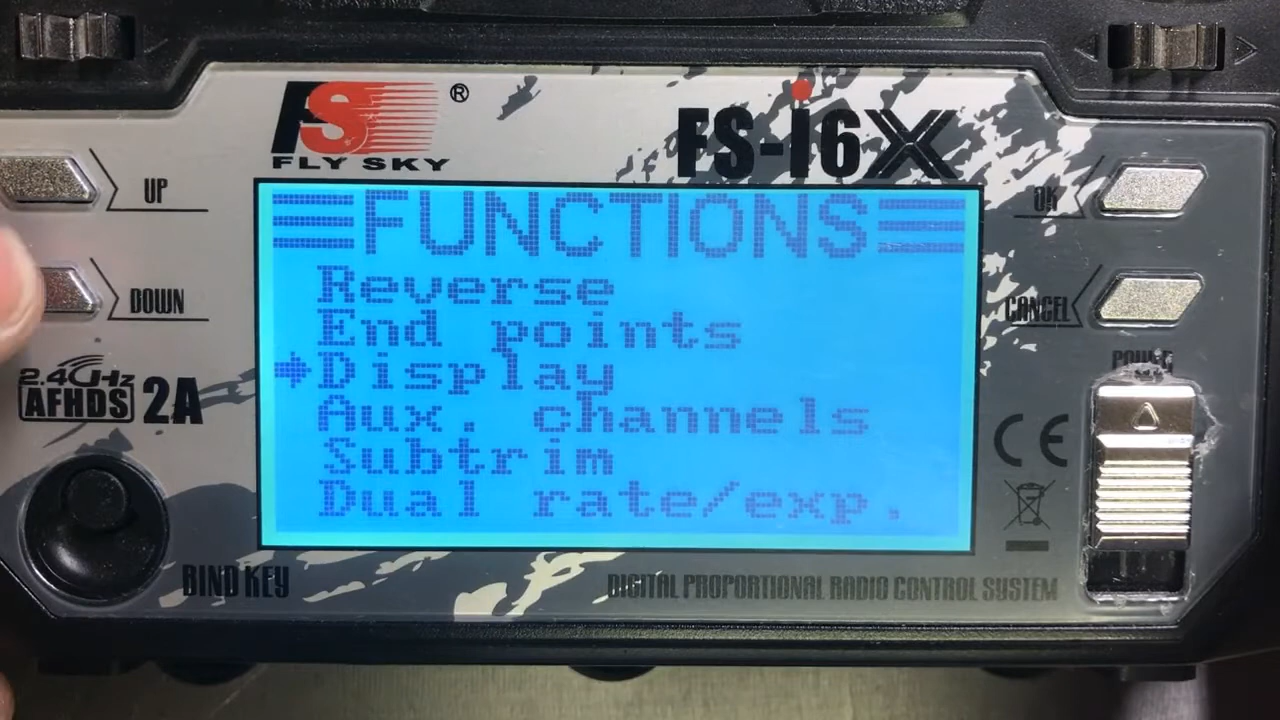 FS ®
FLY SKY
FS-i6X
UP
OK
DOWN
CANCEL
POWER
FUNCTIONS
Reverse
End points
Display
Aux. channels
Subtrim
Dual rate/exp.
2.4GHz
AFHDS 2A
CE
BIND KEY
DIGITAL PROPORTIONAL RADIO CONTROL SYSTEM